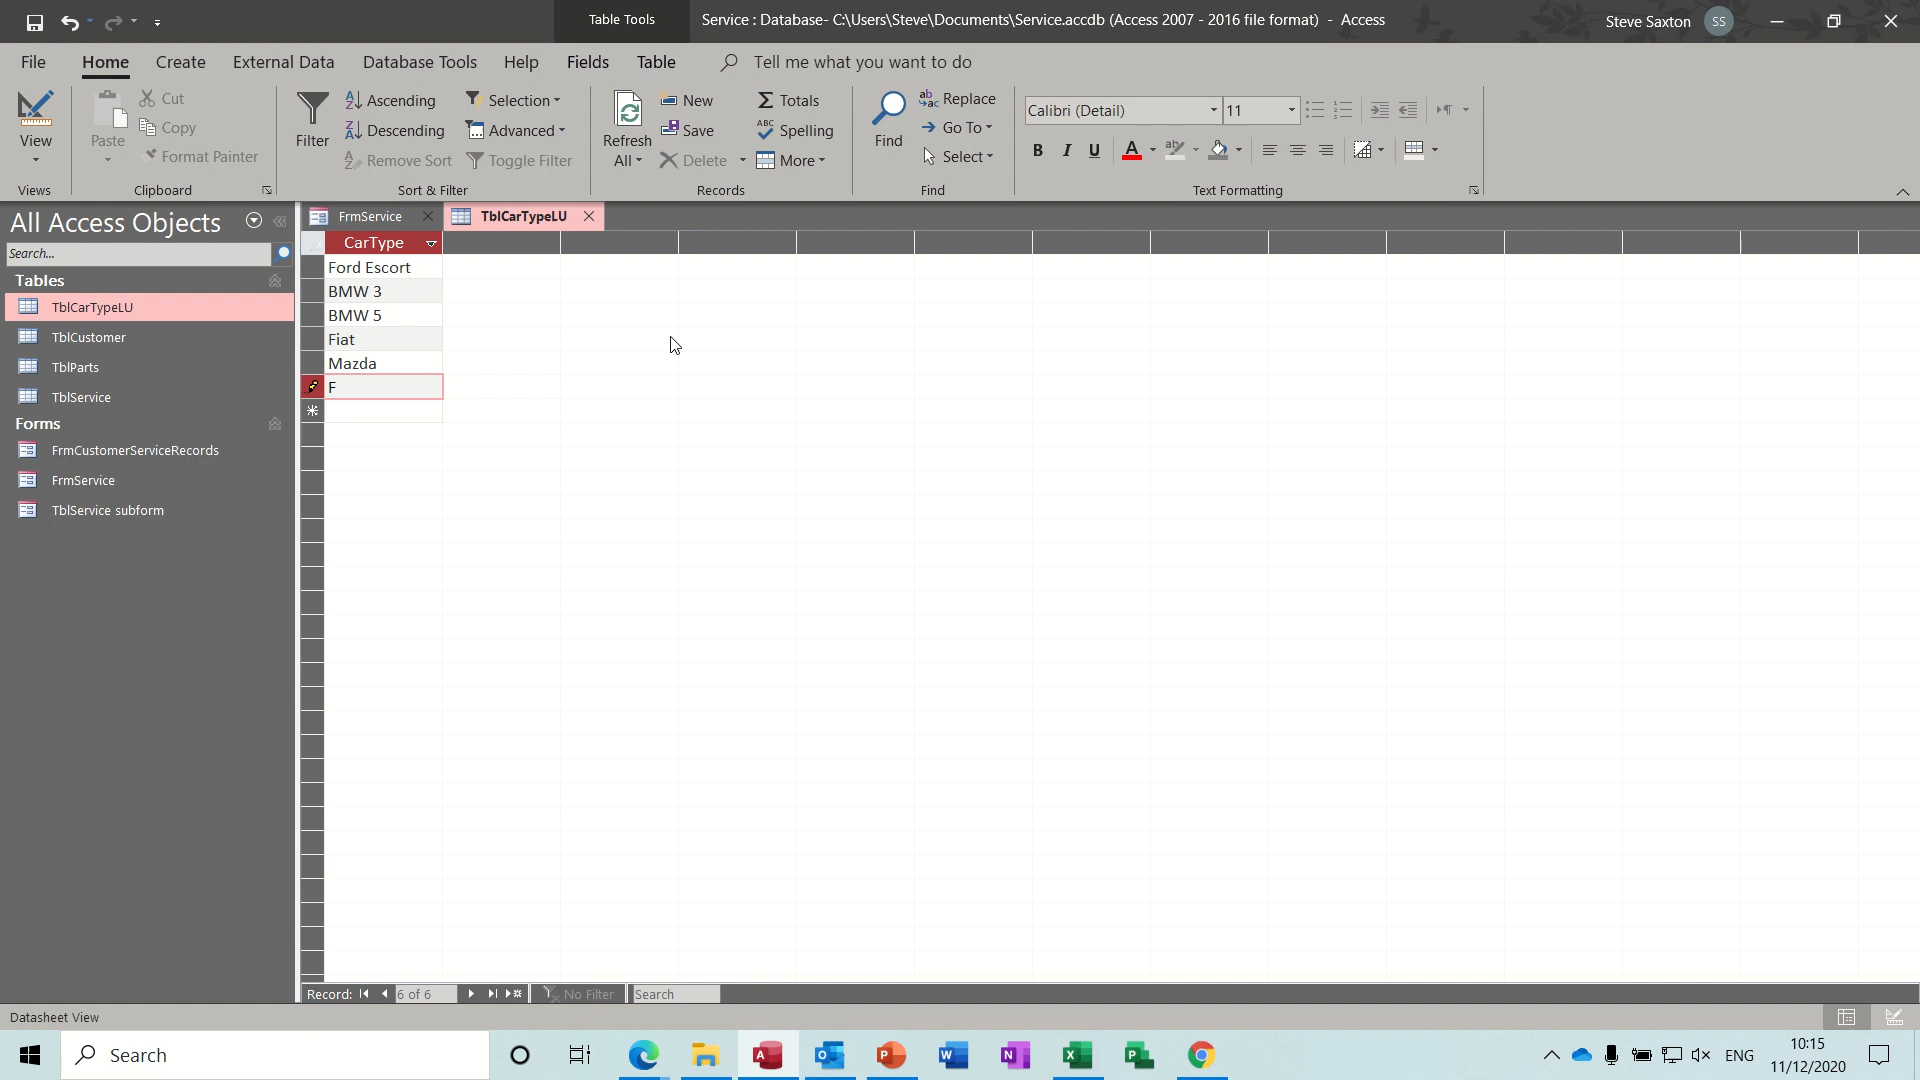 Table Tools
Service : Database- C:\Users\Steve\Documents\Service.accdb (Access 2007 - 2016 file format) - Access
Steve Saxton
SS
File
Home
Create
External Data
Database Tools
Help
Fields
Table
Tell me what you want to do
View
Views
Paste
Cut
Copy
Format Painter
Clipboard
Filter
Ascending
Descending
Remove Sort
Selection
Advanced
Toggle Filter
Sort & Filter
Refresh
All
New
Save
Delete
Totals
Spelling
More
Records
Find
Replace
Go To
Select
Find
Calibri (Detail)
11
B
I
U
Text Formatting
All Access Objects
Search...
Tables
TblCarTypeLU
TblCustomer
TblParts
TblService
Forms
FrmCustomerServiceRecords
FrmService
TblService subform
FrmService
TblCarTypeLU
CarType
Ford Escort
BMW 3
BMW 5
Fiat
Mazda
F
Record:
6 of 6
No Filter
Search
Datasheet View
Search
ENG
10:15
11/12/2020